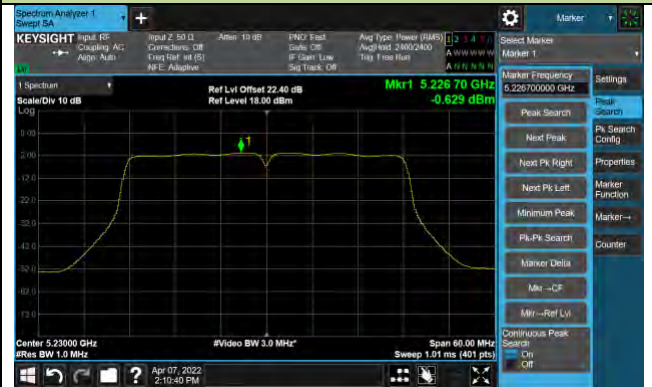 Spectrum Analyzer 1
Swept SA
Marker
KEYSIGHT Input: RF
Coupling: AC
Align: Auto
Input Z: 50 Ω
Corrections: Off
Freq Ref: Int (S)
NFE: Adaptive
Atten: 10 dB
PNO: Fast
Gate: Off
IF Gain: Low
Sig Track: Off
Avg Type: Power (RMS)
Avg|Hold: 2400/2400
Trig: Free Run
1 2 3 4 5 6
A W W W W W
A N N N N N
Select Marker
Marker 1
1 Spectrum
Scale/Div 10 dB
Log
Ref Lvl Offset 22.40 dB
Ref Level 18.00 dBm
Mkr1 5.226 70 GHz
-0.629 dBm
Marker Frequency
5.226700000 GHz
Settings
Peak Search
Next Peak
Next Pk Right
Next Pk Left
Minimum Peak
Pk-Pk Search
Marker Delta
Mkr→CF
Mkr→Ref Lvl
Continuous Peak
Search
On
Off
Peak
Search
Pk Search
Config
Properties
Marker
Function
Marker→
Counter
8.00
-2.00
-12.0
-22.0
-32.0
-42.0
-52.0
-62.0
-72.0
1
Center 5.23000 GHz
#Res BW 1.0 MHz
#Video BW 3.0 MHz*
Span 60.00 MHz
Sweep 1.01 ms (401 pts)
?
Apr 07, 2022
2:10:40 PM